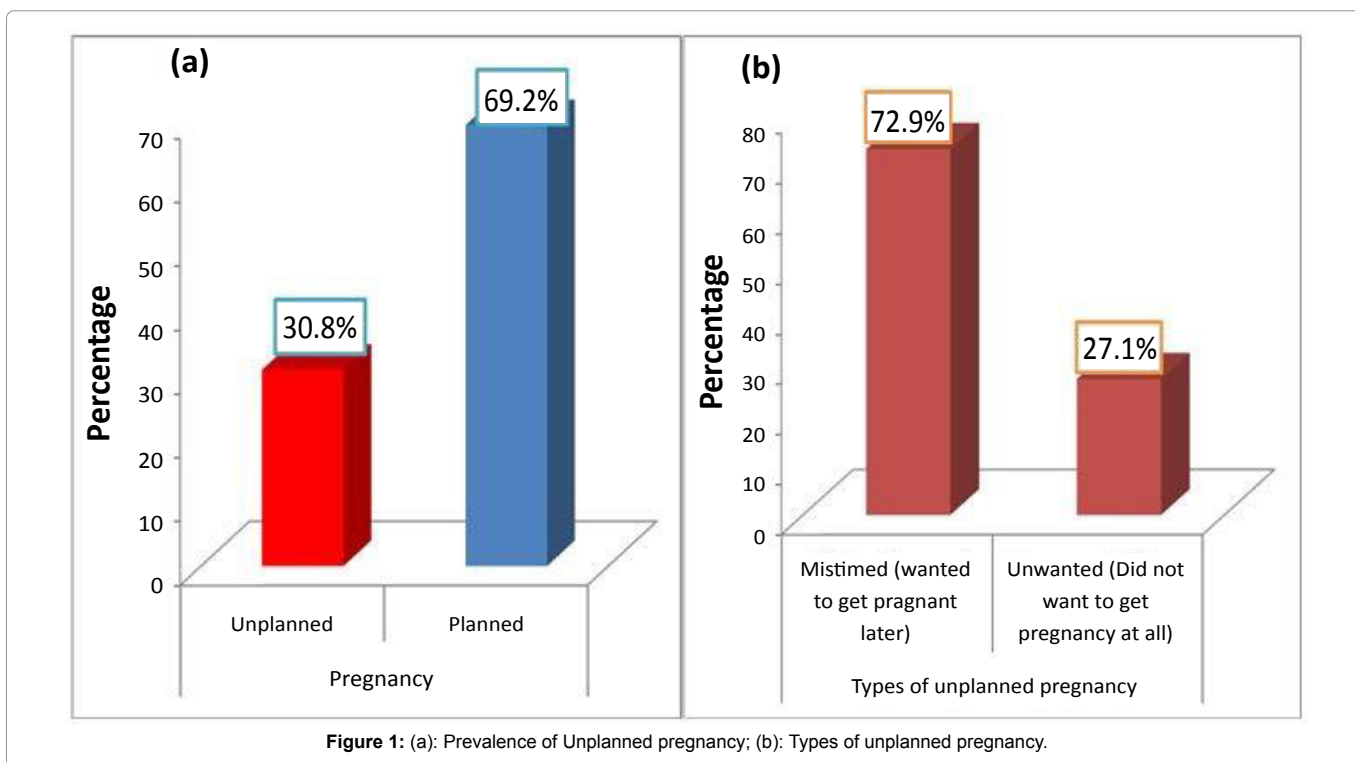 (a)
69.2%
30.8%
Percentage
70
60
50
40
30
20
10
0
Unplanned
Planned
Pregnancy
(b)
72.9%
27.1%
Percentage
80
70
60
50
40
30
20
10
0
Mistimed (wanted
to get pragnant
later)
Unwanted (Did not
want to get
pregnancy at all)
Types of unplanned pregnancy
Figure 1: (a): Prevalence of Unplanned pregnancy; (b): Types of unplanned pregnancy.